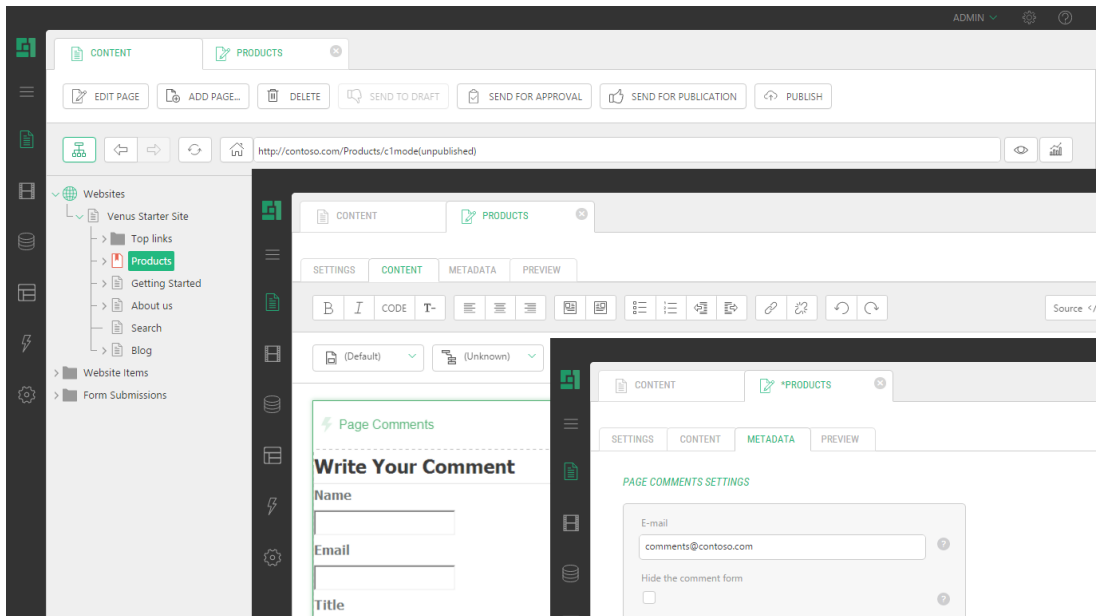 ADMIN
CONTENT
PRODUCTS
EDIT PAGE
ADD PAGE...
DELETE
SEND TO DRAFT
SEND FOR APPROVAL
SEND FOR PUBLICATION
PUBLISH
http://contoso.com/Products/c1mode(unpublished)
Websites
Venus Starter Site
Top links
Products
Getting Started
About us
Search
Blog
Website Items
Form Submissions
CONTENT
PRODUCTS
SETTINGS
CONTENT
METADATA
PREVIEW
B
I
CODE
T-
Source </
(Default)
(Unknown)
Page Comments
Write Your Comment
Name
Email
Title
CONTENT
*PRODUCTS
SETTINGS
CONTENT
METADATA
PREVIEW
PAGE COMMENTS SETTINGS
E-mail
comments@contoso.com
Hide the comment form